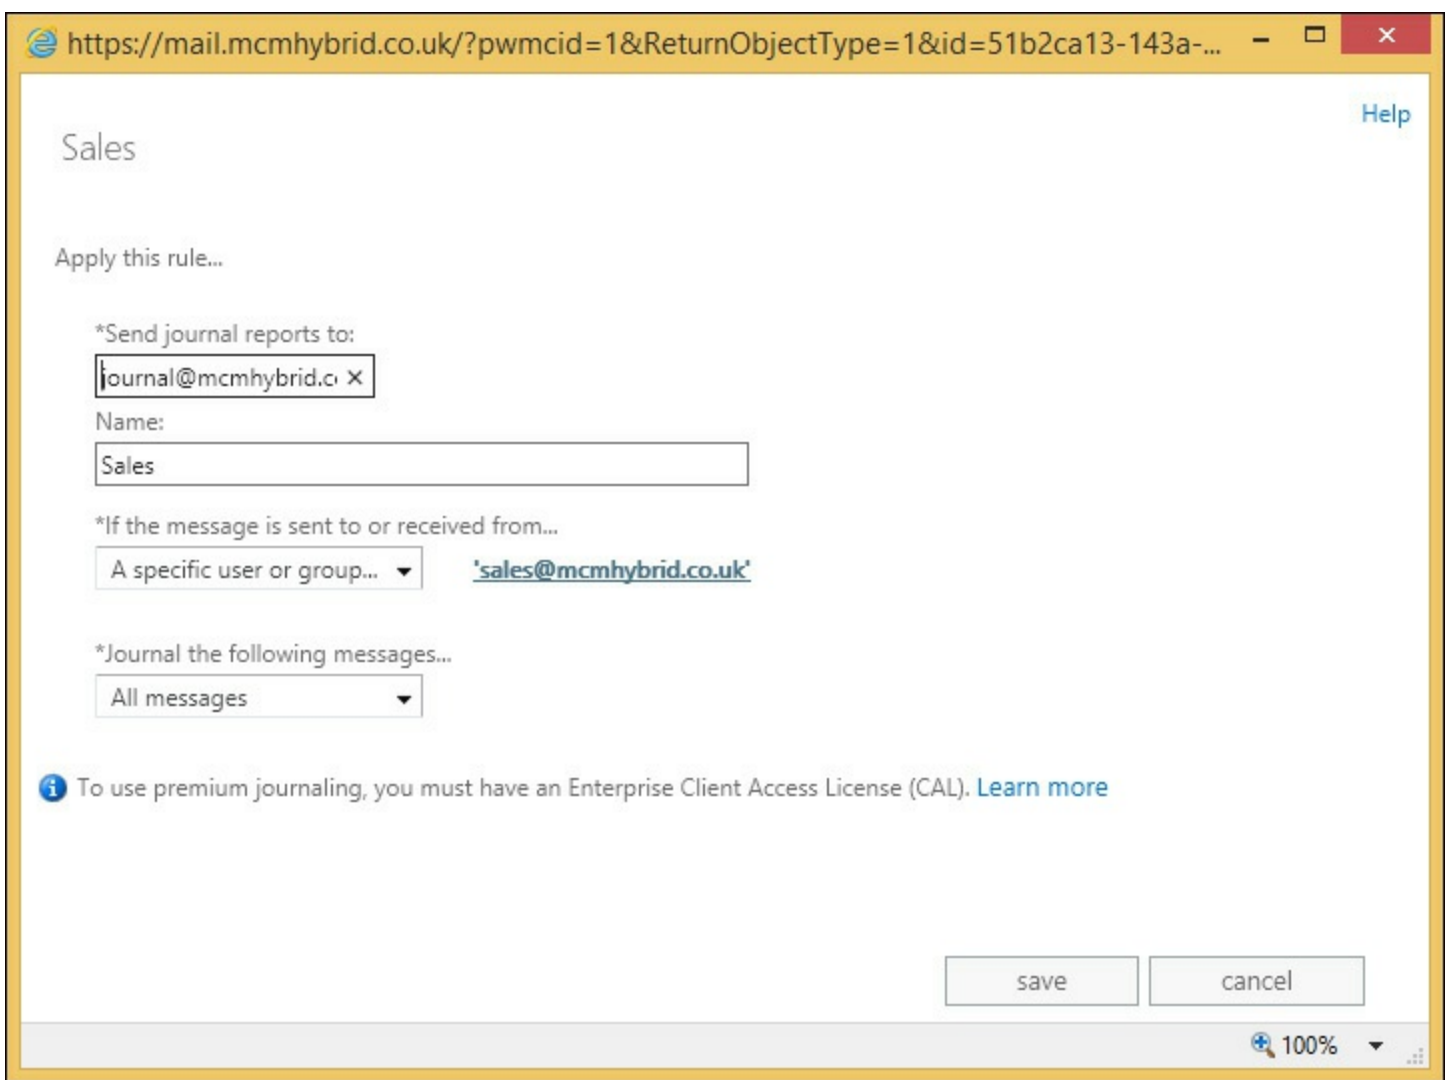 https://mail.mcmhybrid.co.uk/?pwmcid=1&ReturnObjectType=1&id=51b2ca13-143a-...
Help
Sales
Apply this rule...
*Send journal reports to:
journal@mcmhybrid.c
Name:
Sales
*If the message is sent to or received from...
A specific user or group... 'sales@mcmhybrid.co.uk'
*Journal the following messages...
All messages
To use premium journaling, you must have an Enterprise Client Access License (CAL). Learn more
save cancel
100%